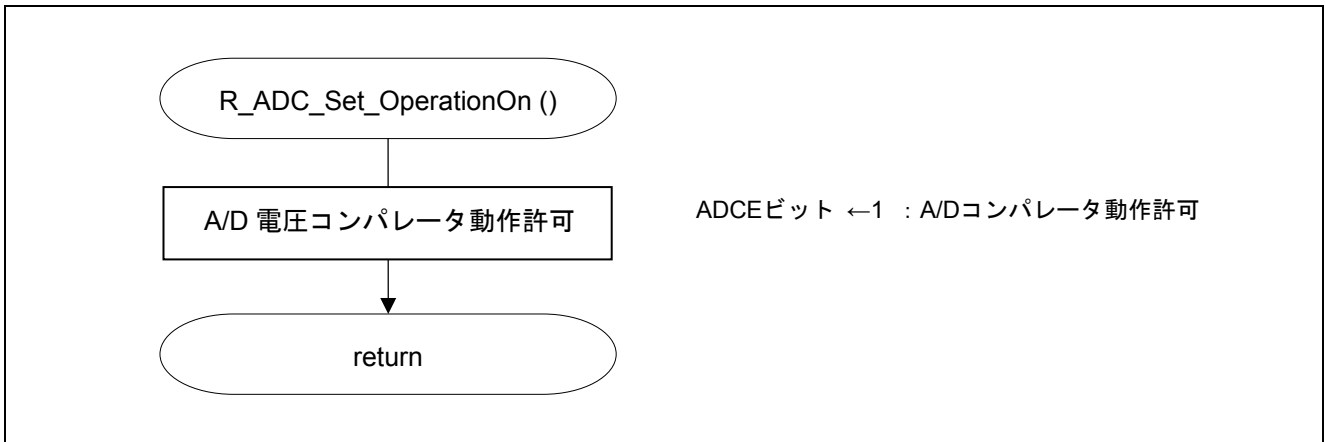 R_ADC_Set_OperationOn ()
A/D 電圧コンパレータ動作許可
ADCEビット ←1 ：A/Dコンパレータ動作許可
return